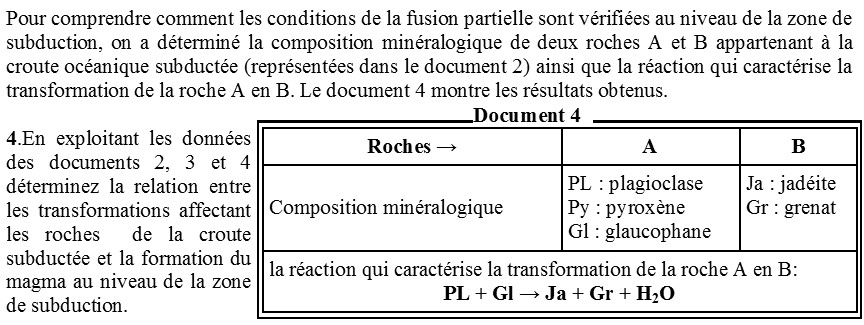 Pour comprendre comment les conditions de la fusion partielle sont vérifiées au niveau de la zone de
subduction, on a déterminé la composition minéralogique de deux roches A et B appartenant à la
croute océanique subductée (représentées dans le document 2) ainsi que la réaction qui caractérise la
transformation de la roche A en B. Le document 4 montre les résultats obtenus.
4.En exploitant les données
des documents 2, 3 et 4
déterminez la relation entre
les transformations affectant
les roches de la croute
subductée et la formation du
magma au niveau de la zone
de subduction.
Document 4
Roches → A B
Composition minéralogique
PL : plagioclase
Py : pyroxène
Gl : glaucophane
Ja : jadéite
Gr : grenat
la réaction qui caractérise la transformation de la roche A en B:
PL + Gl → Ja + Gr + H₂O